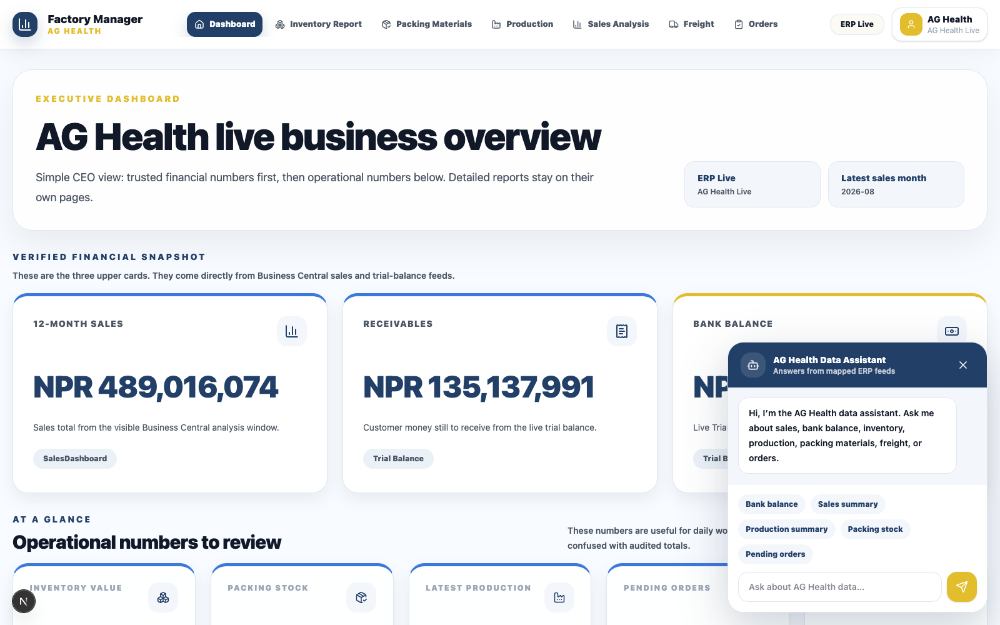 Factory Manager
AG HEALTH
Dashboard
Inventory Report
Packing Materials
Production
Sales Analysis
Freight
Orders
ERP Live
AG Health
AG Health Live
EXECUTIVE DASHBOARD
AG Health live business overview
Simple CEO view: trusted financial numbers first, then operational numbers below. Detailed reports stay on their
own pages.
ERP Live
AG Health Live
Latest sales month
2026-08
VERIFIED FINANCIAL SNAPSHOT
These are the three upper cards. They come directly from Business Central sales and trial-balance feeds.
12-MONTH SALES
NPR 489,016,074
Sales total from the visible Business Central analysis window.
SalesDashboard
RECEIVABLES
NPR 135,137,991
Customer money still to receive from the live trial balance.
Trial Balance
BANK BALANCE
NP
Live Trial
Trial B
AG Health Data Assistant
Answers from mapped ERP feeds
Hi, I'm the AG Health data assistant. Ask me
about sales, bank balance, inventory,
production, packing materials, freight, or
orders.
Bank balance
Sales summary
Production summary
Packing stock
Pending orders
Ask about AG Health data...
AT A GLANCE
Operational numbers to review
These numbers are useful for daily wo
confused with audited totals.
INVENTORY VALUE
PACKING STOCK
LATEST PRODUCTION
PENDING ORDERS
N